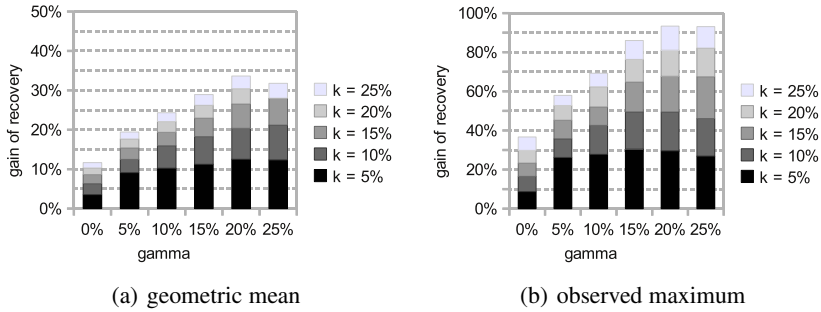 50%
40%
30%
20%
10%
0%
gain of recovery
0% 5% 10% 15% 20% 25%
gamma
k = 25%
k = 20%
k = 15%
k = 10%
k = 5%
(a) geometric mean
100%
80%
60%
40%
20%
0%
gain of recovery
0% 5% 10% 15% 20% 25%
gamma
k = 25%
k = 20%
k = 15%
k = 10%
k = 5%
(b) observed maximum